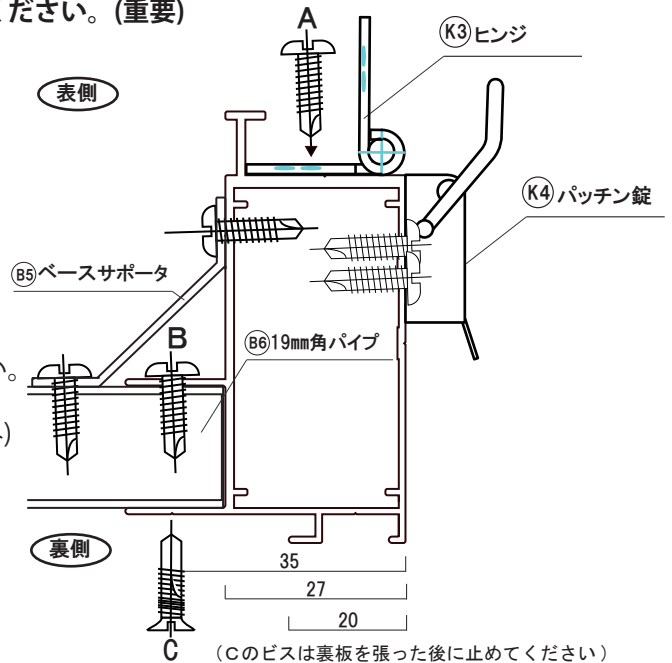 ください。(重要)
A
K3 ヒンジ
表側
K4 パッチン錠
B5 ベースサポータ
B
B6 19mm角パイプ
い。
)
裏側
35
27
20
C
(Cのビスは裏板を張った後に止めてください)